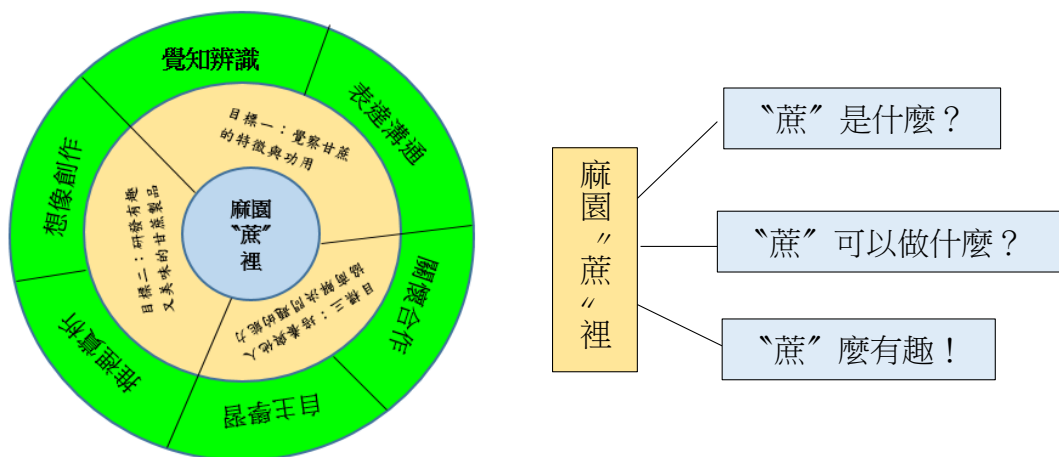 覺知辨識
表達溝通
關懷合作
自主學習
推裡賞析
想像創作
目標一：覺察甘蔗
的特徵與功用
目標二：研發有趣
又美味的甘蔗製品
目標三：培養與他人
協商解決問題的能力
麻園
〝蔗〞
裡
麻園〝蔗〞裡
〝蔗〞是什麼？
〝蔗〞可以做什麼？
〝蔗〞麼有趣！